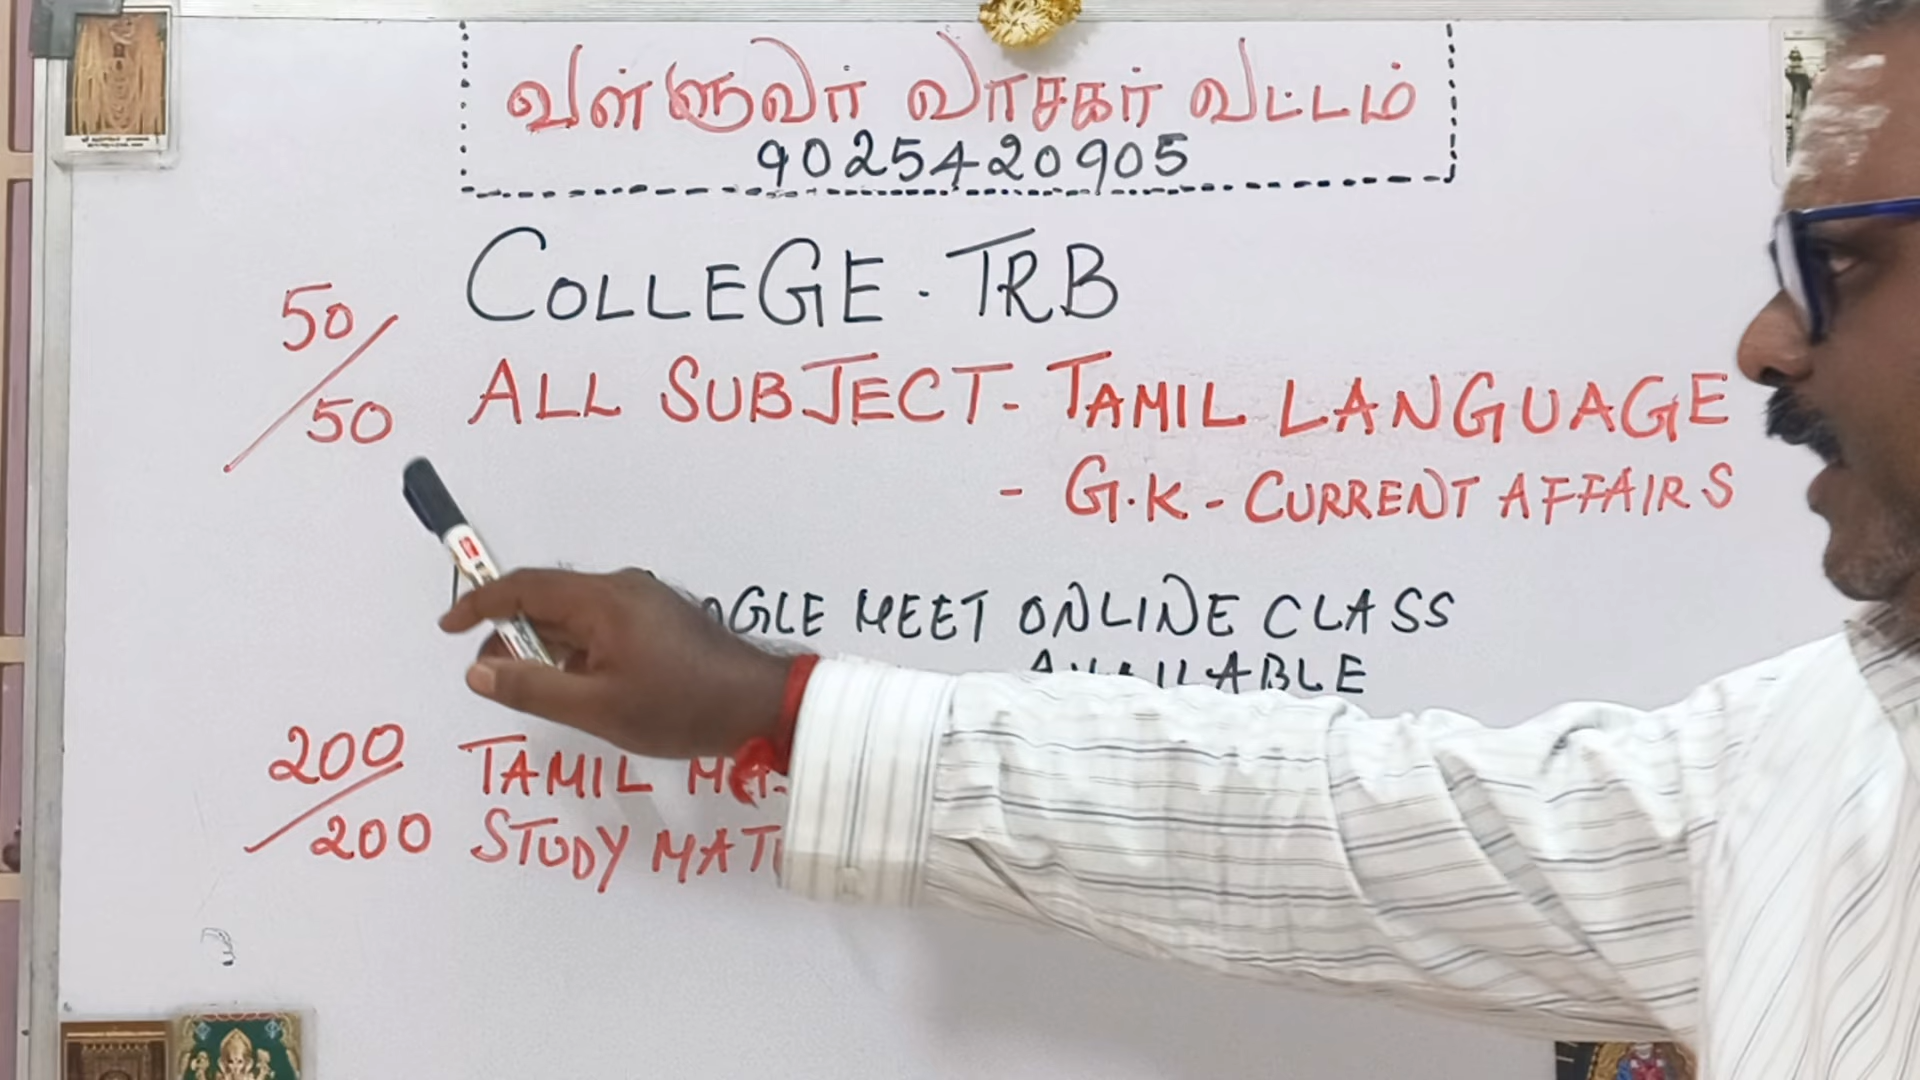 வள்ளுவர் வாசகர் வட்டம்
9025420905
COLLEGE. TRB
50/50
ALL SUBJECT - TAMIL LANGUAGE
- G.K - CURRENT AFFAIRS
MEET ONLINE CLASS
AVAILABLE
200/200
TAMIL
STUDY